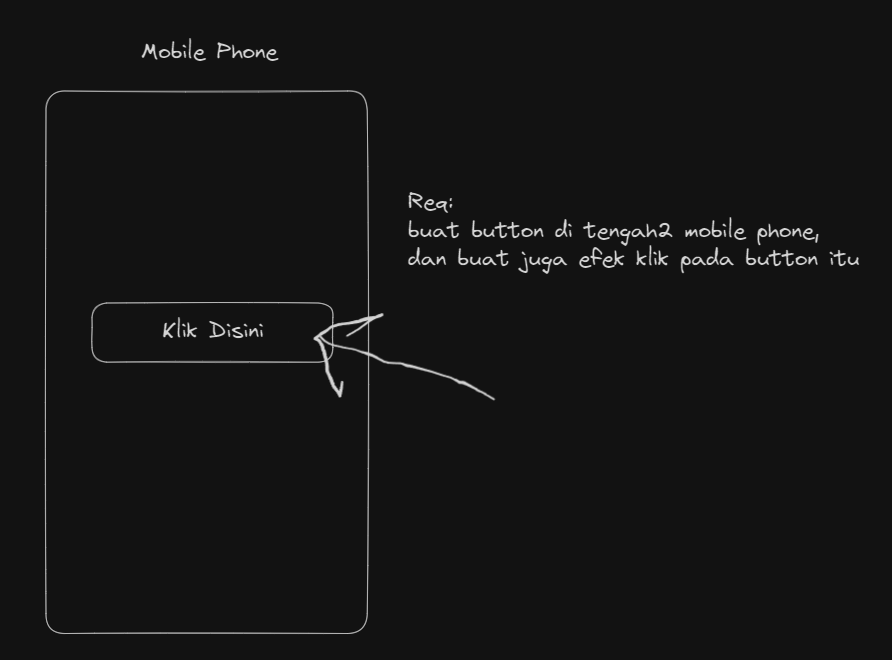 Mobile Phone
Req:
buat button di tengah2 mobile phone,
dan buat juga efek klik pada button itu
Klik Disini